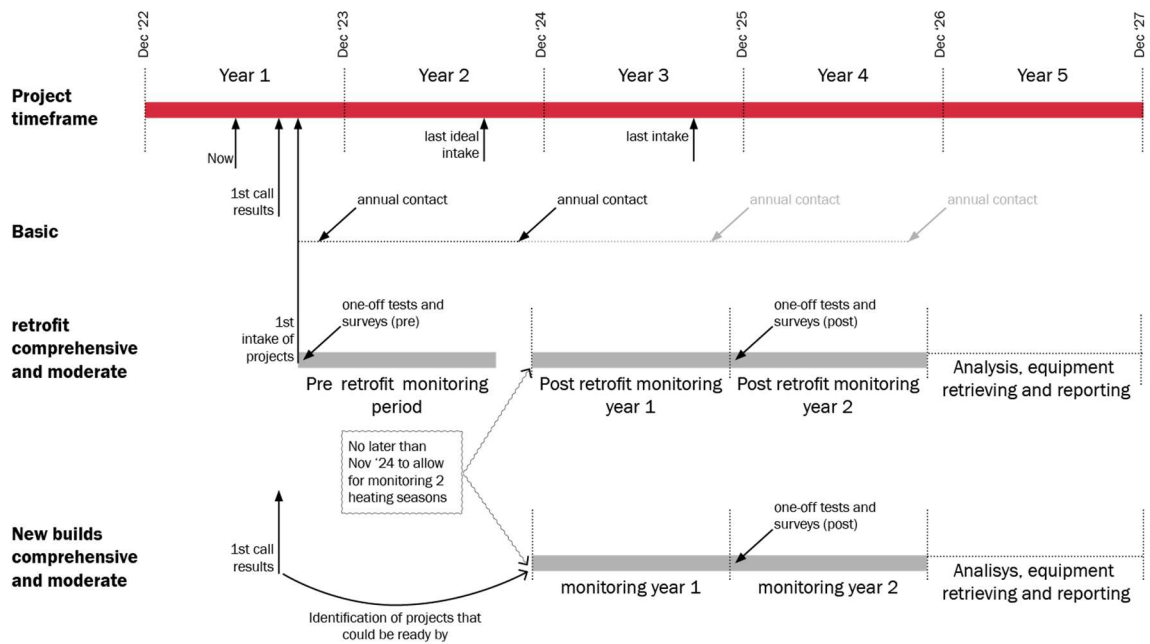 Dec ‘22
Dec ‘23
Dec ‘24
Dec ‘25
Dec ‘26
Dec ‘27
Year 1
Year 2
Year 3
Year 4
Year 5
Project
timeframe
Now
last ideal
intake
last intake
1st call
results
Basic
annual contact
annual contact
annual contact
annual contact
retrofit
comprehensive
and moderate
1st
intake of
projects
one-off tests and
surveys (pre)
one-off tests and
surveys (post)
Pre retrofit monitoring
period
Post retrofit monitoring
year 1
Post retrofit monitoring
year 2
Analysis, equipment
retrieving and reporting
No later than
Nov ‘24 to allow
for monitoring 2
heating seasons
New builds
comprehensive
and moderate
1st call
results
one-off tests and
surveys (post)
monitoring year 1
monitoring year 2
Analisys, equipment
retrieving and reporting
Identification of projects that
could be ready by